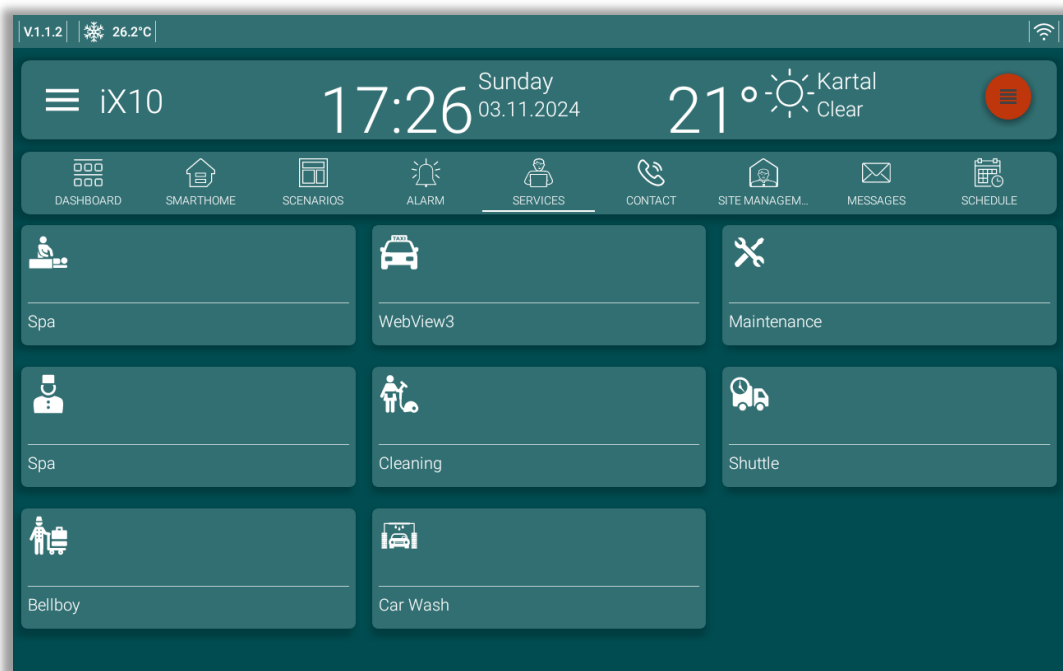 V.1.1.2 26.2°C
iX10
17:26
Sunday
03.11.2024
21°
Kartal
Clear
DASHBOARD SMARTHOME SCENARIOS ALARM SERVICES CONTACT SITE MANAGEM... MESSAGES SCHEDULE
TAXI
Spa WebView3 Maintenance
Spa Cleaning Shuttle
Bellboy Car Wash